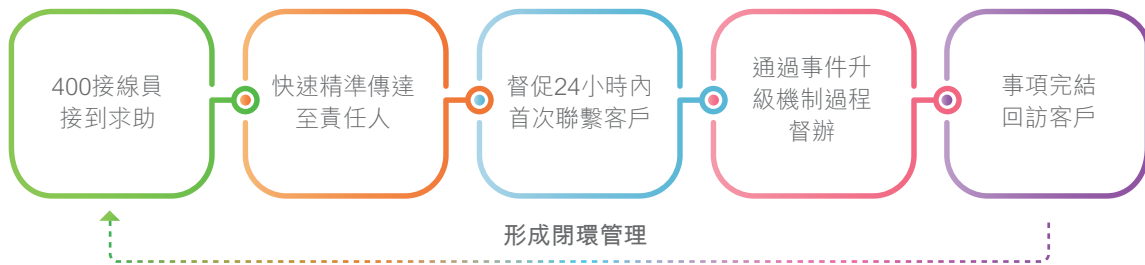 400接線員
接到求助
快速精準傳達
至責任人
督促24小時內
首次聯繫客戶
通過事件升
級機制過程
督辦
事項完結
回訪客戶
形成閉環管理